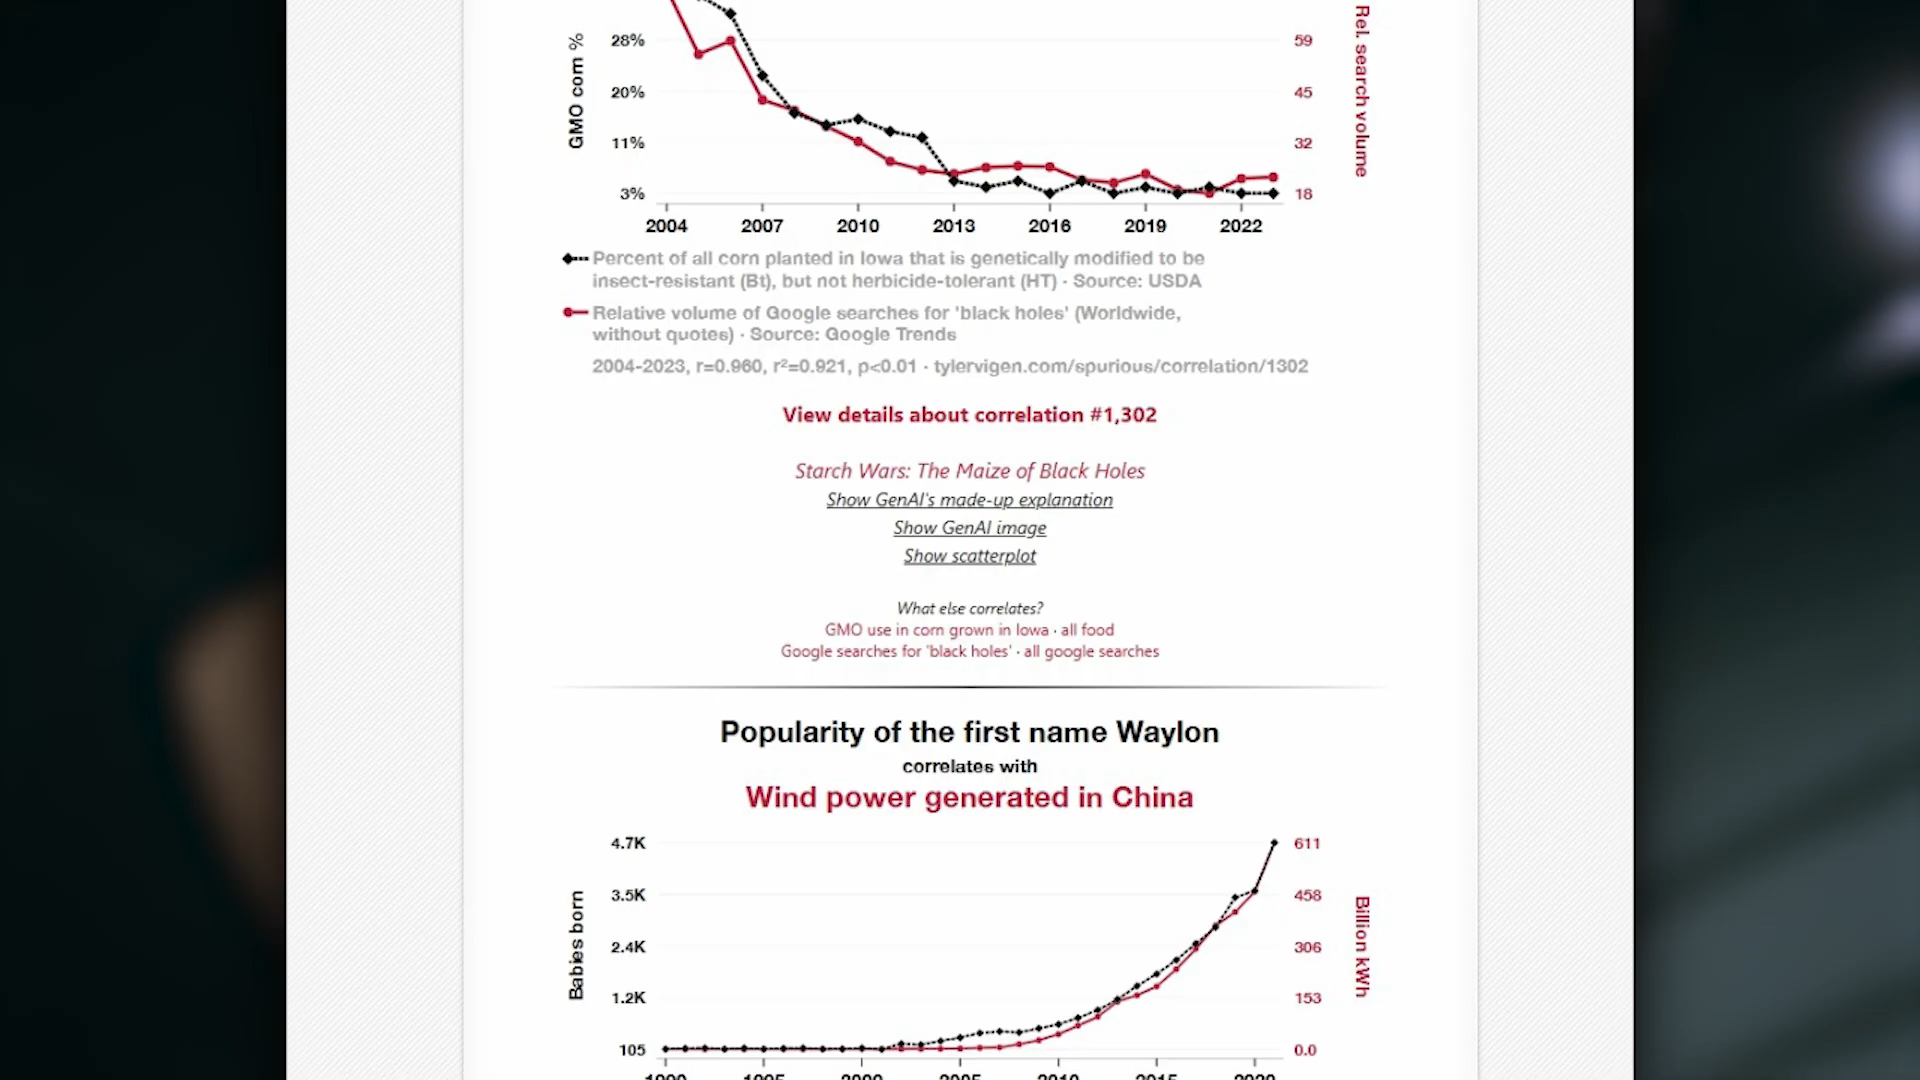 GMO corn %
28%
20%
11%
3%
59
45
32
18
Rel. search volume
2004 2007 2010 2013 2016 2019 2022
Percent of all corn planted in Iowa that is genetically modified to be
insect-resistant (Bt), but not herbicide-tolerant (HT) · Source: USDA
Relative volume of Google searches for 'black holes' (Worldwide,
without quotes) · Source: Google Trends
2004-2023, r=0.960, r²=0.921, p<0.01 · tylervigen.com/spurious/correlation/1302
View details about correlation #1,302
Starch Wars: The Maize of Black Holes
Show GenAI's made-up explanation
Show GenAI image
Show scatterplot
What else correlates?
GMO use in corn grown in Iowa · all food
Google searches for 'black holes' · all google searches
Popularity of the first name Waylon
correlates with
Wind power generated in China
Babies born
4.7K
3.5K
2.4K
1.2K
105
611
458
306
153
0.0
Billion kWh
1990 1995 2000 2005 2010 2015 2020